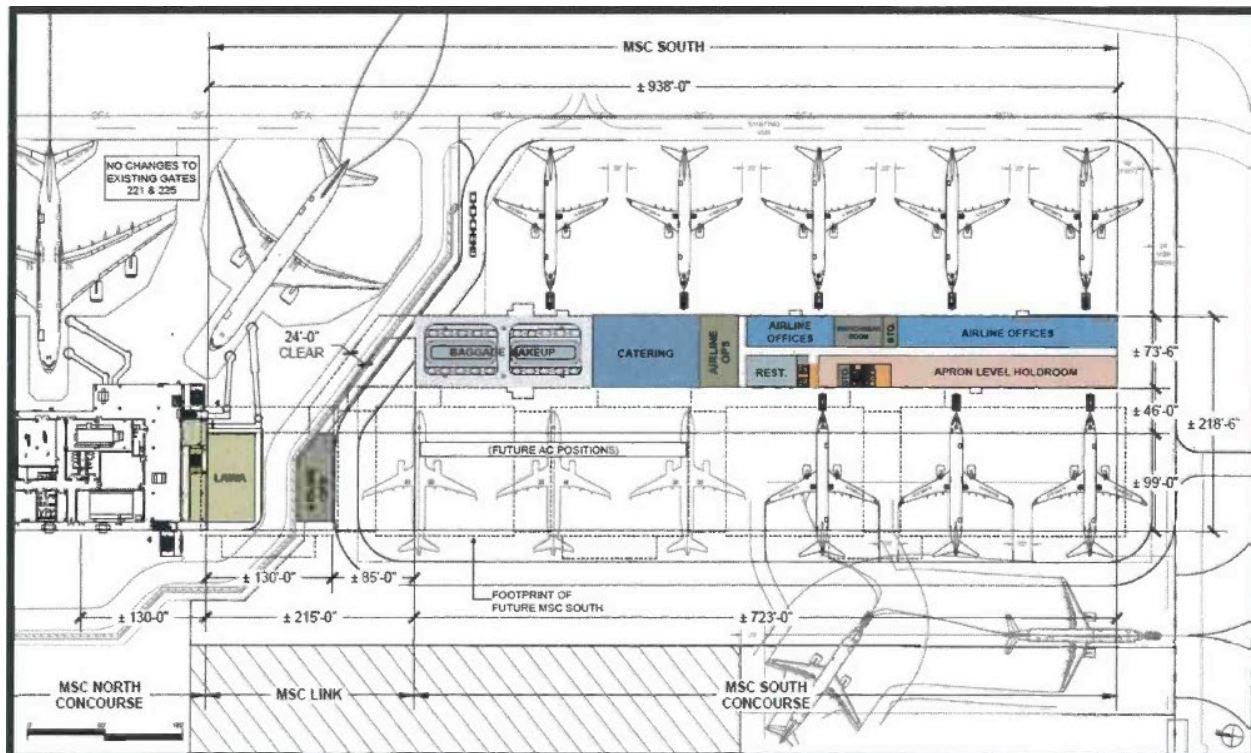 MSC SOUTH
± 938'-0"
NO CHANGES TO
EXISTING GATES
221 & 225
24'-0"
CLEAR
BAGGAGE MAKEUP
CATERING
AIRLINE
OPS
AIRLINE
OFFICES
STO.
AIRLINE OFFICES
REST.
STO.
APRON LEVEL HOLDROOM
± 73'-6"
± 46'-0"
± 218'-6"
± 99'-0"
(FUTURE AC POSITIONS)
LAWA
± 130'-0"
± 85'-0"
FOOTPRINT OF
FUTURE MSC SOUTH
± 130'-0"
± 215'-0"
± 723'-0"
MSC NORTH
CONCOURSE
MSC LINK
MSC SOUTH
CONCOURSE